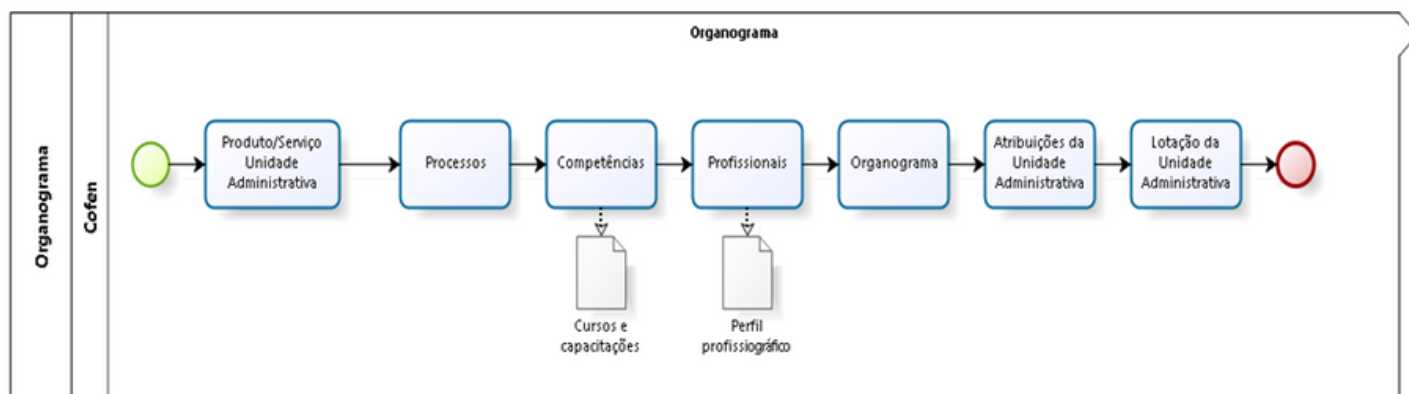 Organograma
Organograma
Cofen
Produto/Serviço
Unidade
Administrativa
Processos
Competências
Profissionais
Organograma
Atribuições da
Unidade
Administrativa
Lotação da
Unidade
Administrativa
Cursos e
capacitações
Perfil
profissiográfico